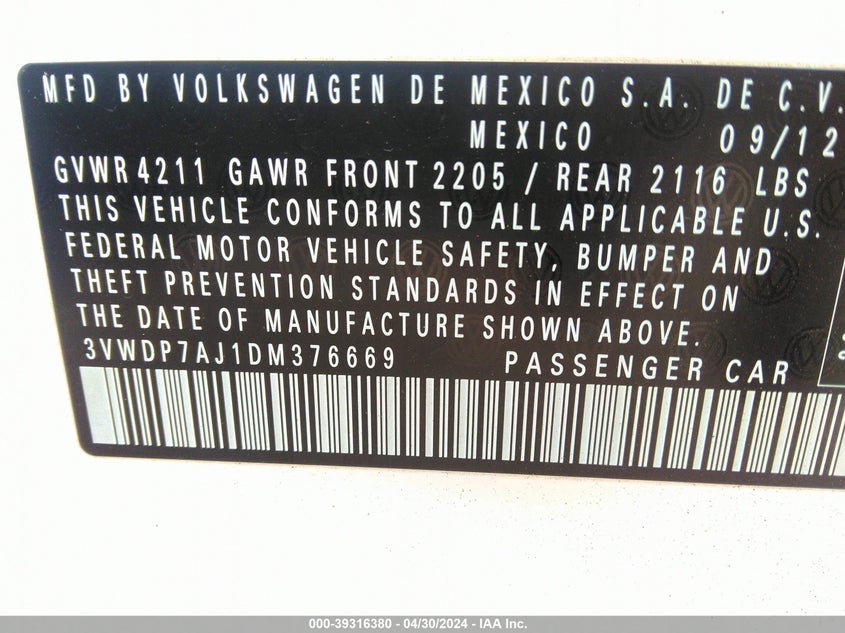 MFD BY VOLKSWAGEN DE MEXICO S.A. DE C.V.
MEXICO 09/12
GVWR 4211 GAWR FRONT 2205 / REAR 2116 LBS
THIS VEHICLE CONFORMS TO ALL APPLICABLE U.S.
FEDERAL MOTOR VEHICLE SAFETY, BUMPER AND
THEFT PREVENTION STANDARDS IN EFFECT ON
THE DATE OF MANUFACTURE SHOWN ABOVE.
3VWDP7AJ1DM376669 PASSENGER CAR
000-39316380 - 04/30/2024 - IAA Inc.